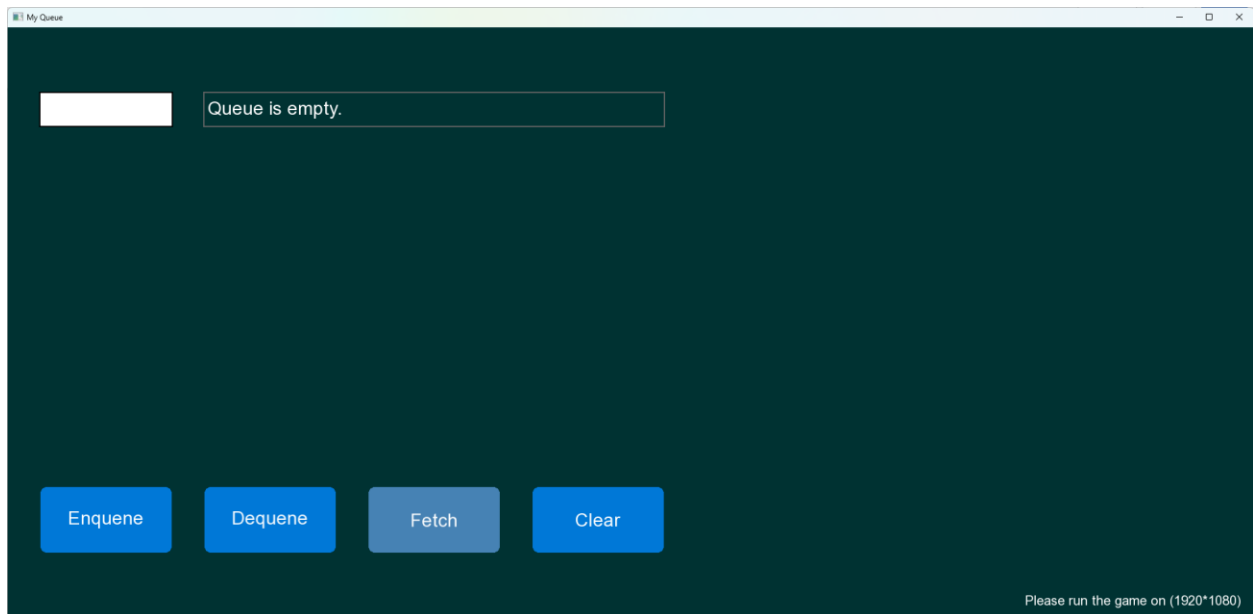 My Queue
Queue is empty.
Enquene
Dequene
Fetch
Clear
Please run the game on (1920*1080)